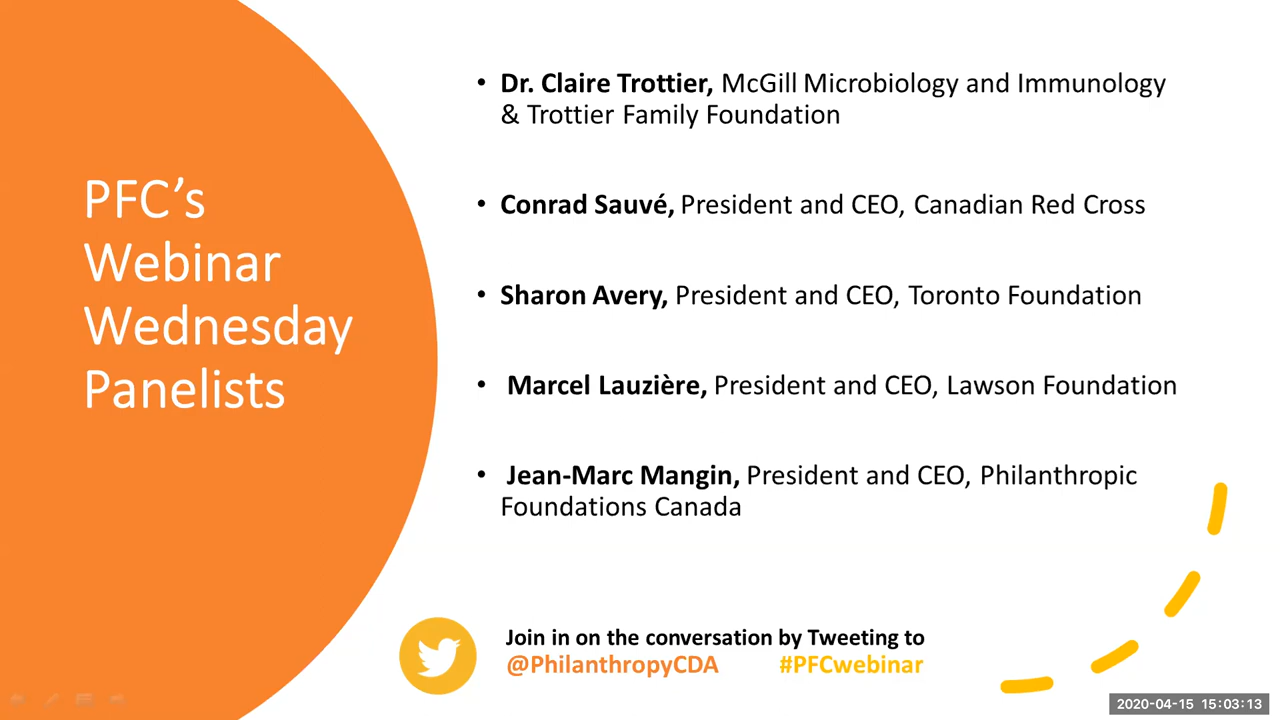 PFC’s
Webinar
Wednesday
Panelists
• Dr. Claire Trottier, McGill Microbiology and Immunology
& Trottier Family Foundation
• Conrad Sauvé, President and CEO, Canadian Red Cross
• Sharon Avery, President and CEO, Toronto Foundation
• Marcel Lauzière, President and CEO, Lawson Foundation
• Jean-Marc Mangin, President and CEO, Philanthropic
Foundations Canada
Join in on the conversation by Tweeting to
@PhilanthropyCDA #PFCwebinar
2020-04-15 15:03:13